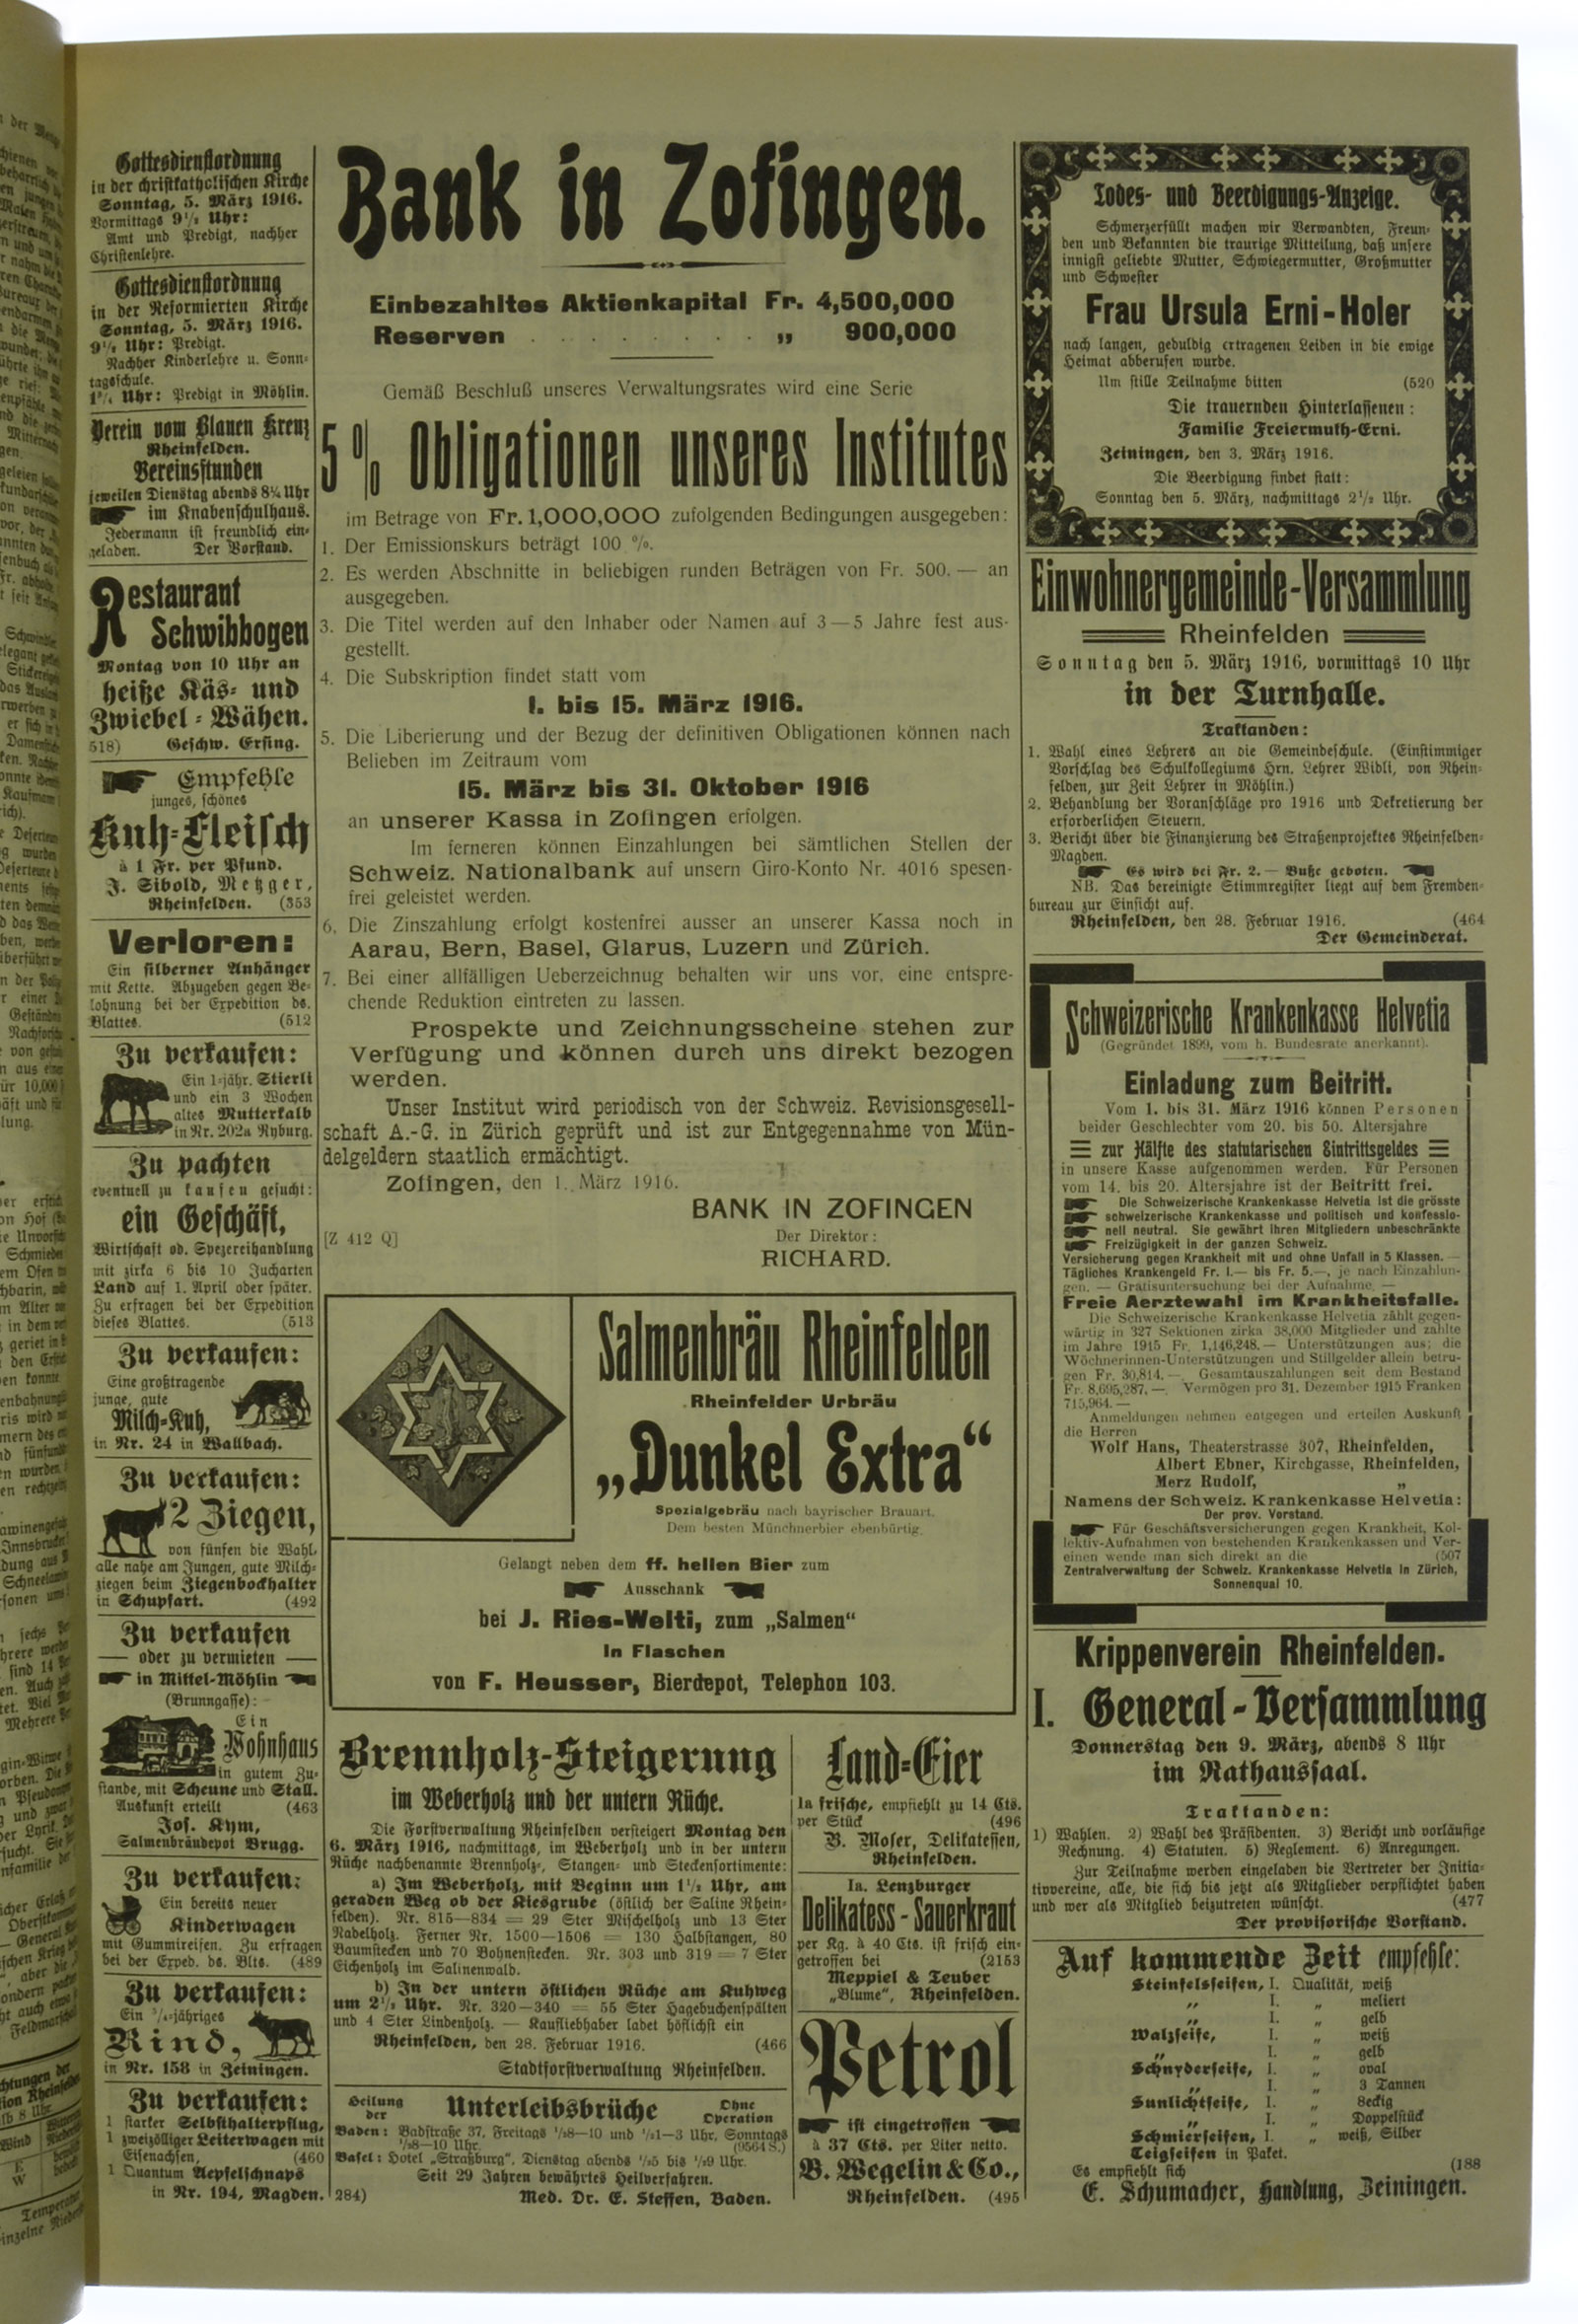 Gottesdienstordnung
in der christkatholischen Kirche
Sonntag, 5. März 1916.
Vormittags 9½ Uhr:
Amt und Predigt, nachher
Christenlehre.
Gottesdienstordnung
in der Reformierten Kirche
Sonntag, 5. März 1916.
Uhr: Predigt.
Nachher Kinderlehre u. Sonn-
tagsschule.
Uhr: Predigt in Möhlin.
Verein vom Blauen Kreuz
Rheinfelden.
Vereinsstunden
jeweilen Dienstag abends 8¼ Uhr
im Knabenschulhaus.
Jedermann ist freundlich ein-
geladen. Der Vorstand.
Restaurant
Schwibbogen
Montag von 10 Uhr an
heiße Käs- und
Zwiebel-Wähen.
518) Geschw. Ersing.
Empfehle
junges, schönes
Kuh-Fleisch
à 1 Fr. per Pfund.
J. Sibold, Metzger,
Rheinfelden. (353
Verloren:
Ein silberner Anhänger
mit Kette. Abzugeben gegen Be-
lohnung bei der Expedition ds.
Blattes. (512
Zu verkaufen:
Ein 1-jähr. Stierli
und ein 3 Wochen
altes Mutterkalb
in Nr. 202a Ryburg.
Zu pachten
eventuell zu kaufen gesucht:
ein Geschäft,
Wirtschaft od. Spezereihandlung
mit zirka 6 bis 10 Jucharten
Land auf 1. April oder später.
Zu erfragen bei der Expedition
dieses Blattes. (513
Zu verkaufen:
Eine großtragende
junge, gute
Milch-Kuh,
in Nr. 24 in Wallbach.
Zu verkaufen:
2 Ziegen,
von fünfen die Wahl,
alle nahe am Jungen, gute Milch-
ziegen beim Ziegenbockhalter
in Schupfart. (492
Zu verkaufen
oder zu vermieten
in Mittel-Möhlin
(Brunngasse):
Ein
Wohnhaus
in gutem Zu-
stande, mit Scheune und Stall.
Auskunft erteilt (463
Jos. Kym,
Salmenbräudepot Brugg.
Zu verkaufen:
Ein bereits neuer
Kinderwagen
mit Gummireifen. Zu erfragen
bei der Exped. ds. Blts. (489
Zu verkaufen:
Ein ¾-jähriges
Rind,
in Nr. 158 in Zeiningen.
Zu verkaufen:
1 starker Selbsthalterpflug,
1 zweizölliger Leiterwagen mit
Eisenachsen, (460
1 Quantum Aepfelschnaps
in Nr. 194, Magden.
Bank in Zofingen.
Einbezahltes Aktienkapital Fr. 4,500,000
Reserven . . . . . . . . „ 900,000
Gemäß Beschluß unseres Verwaltungsrates wird eine Serie
5% Obligationen unseres Institutes
im Betrage von Fr. 1,000,000 zufolgenden Bedingungen ausgegeben:
1. Der Emissionskurs beträgt 100 %.
2. Es werden Abschnitte in beliebigen runden Beträgen von Fr. 500.— an
ausgegeben.
3. Die Titel werden auf den Inhaber oder Namen auf 3—5 Jahre fest aus-
gestellt.
4. Die Subskription findet statt vom
1. bis 15. März 1916.
5. Die Liberierung und der Bezug der definitiven Obligationen können nach
Belieben im Zeitraum vom
15. März bis 31. Oktober 1916
an unserer Kassa in Zofingen erfolgen.
Im ferneren können Einzahlungen bei sämtlichen Stellen der
Schweiz. Nationalbank auf unsern Giro-Konto Nr. 4016 spesen-
frei geleistet werden.
6. Die Zinszahlung erfolgt kostenfrei ausser an unserer Kassa noch in
Aarau, Bern, Basel, Glarus, Luzern und Zürich.
7. Bei einer allfälligen Ueberzeichnug behalten wir uns vor, eine entspre-
chende Reduktion eintreten zu lassen.
Prospekte und Zeichnungsscheine stehen zur
Verfügung und können durch uns direkt bezogen
werden.
Unser Institut wird periodisch von der Schweiz. Revisionsgesell-
schaft A.-G. in Zürich geprüft und ist zur Entgegennahme von Mün-
delgeldern staatlich ermächtigt.
Zofingen, den 1. März 1916.
BANK IN ZOFINGEN
[Z 412 Q] Der Direktor:
RICHARD.
Salmenbräu Rheinfelden
Rheinfelder Urbräu
„Dunkel Extra“
Spezialgebräu nach bayrischer Brauart.
Dem besten Münchnerbier ebenbürtig.
Gelangt neben dem ff. hellen Bier zum
Ausschank
bei J. Ries-Welti, zum „Salmen“
In Flaschen
von F. Heusser, Bierdepot, Telephon 103.
Brennholz-Steigerung
im Weberholz und der untern Rüche.
Die Forstverwaltung Rheinfelden versteigert Montag den
6. März 1916, nachmittags, im Weberholz und in der untern
Rüche nachbenannte Brennholz-, Stangen- und Steckensortimente:
a) Im Weberholz, mit Beginn um 1½ Uhr, am
geraden Weg ob der Kiesgrube (östlich der Saline Rhein-
felden). Nr. 815—834 = 29 Ster Mischelholz und 13 Ster
Nadelholz. Ferner Nr. 1500—1506 = 130 Halbstangen, 80
Baumstecken und 70 Bohnenstecken. Nr. 303 und 319 = 7 Ster
Eichenholz im Salinenwald.
b) In der untern östlichen Rüche am Kuhweg
um 2½ Uhr. Nr. 320—340 = 55 Ster Hagebuchenspälten
und 4 Ster Lindenholz. — Kaufliebhaber ladet höflichst ein
Rheinfelden, den 28. Februar 1916. (466
Stadtforstverwaltung Rheinfelden.
Heilung der Unterleibsbrüche Ohne Operation
Baden: Badstraße 37, Freitags ½8—10 und ½1—3 Uhr, Sonntags
½8—10 Uhr. (9564 S.)
Basel: Hotel „Straßburg“, Dienstag abends ½5 bis ½9 Uhr.
Seit 29 Jahren bewährtes Heilverfahren.
284) Med. Dr. E. Steffen, Baden.
Land-Eier
Ia frische, empfiehlt zu 14 Cts.
per Stück (496
B. Moser, Delikatessen,
Rheinfelden.
Ia. Lenzburger
Delikatess-Sauerkraut
per Kg. à 40 Cts. ist frisch ein-
getroffen bei (2153
Meppiel & Teuber
„Blume“, Rheinfelden.
Petrol
ist eingetroffen
à 37 Cts. per Liter netto.
B. Wegelin & Co.,
Rheinfelden. (495
Todes- und Beerdigungs-Anzeige.
Schmerzerfüllt machen wir Verwandten, Freun-
den und Bekannten die traurige Mitteilung, daß unsere
innigst geliebte Mutter, Schwiegermutter, Großmutter
und Schwester
Frau Ursula Erni-Holer
nach langen, geduldig ertragenen Leiden in die ewige
Heimat abberufen wurde.
Um stille Teilnahme bitten (520
Die trauernden Hinterlassenen:
Familie Freiermuth-Erni.
Zeiningen, den 3. März 1916.
Die Beerdigung findet statt:
Sonntag den 5. März, nachmittags 2½ Uhr.
Einwohnergemeinde-Versammlung
Rheinfelden
Sonntag den 5. März 1916, vormittags 10 Uhr
in der Turnhalle.
Traktanden:
1. Wahl eines Lehrers an die Gemeindeschule. (Einstimmiger
Vorschlag des Schulkollegiums Hrn. Lehrer Wibli, von Rhein-
felden, zur Zeit Lehrer in Möhlin.)
2. Behandlung der Voranschläge pro 1916 und Dekretierung der
erforderlichen Steuern.
3. Bericht über die Finanzierung des Straßenprojektes Rheinfelden-
Magden.
Es wird bei Fr. 2.— Buße geboten.
NB. Das bereinigte Stimmregister liegt auf dem Fremden-
bureau zur Einsicht auf.
Rheinfelden, den 28. Februar 1916. (464
Der Gemeinderat.
Schweizerische Krankenkasse Helvetia
(Gegründet 1899, vom h. Bundesrate anerkannt).
Einladung zum Beitritt.
Vom 1. bis 31. März 1916 können Personen
beider Geschlechter vom 20. bis 50. Altersjahre
zur Hälfte des statutarischen Eintrittsgeldes
in unsere Kasse aufgenommen werden. Für Personen
vom 14. bis 20. Altersjahre ist der Beitritt frei.
Die Schweizerische Krankenkasse Helvetia ist die grösste
schweizerische Krankenkasse und politisch und konfessio-
nell neutral. Sie gewährt ihren Mitgliedern unbeschränkte
Freizügigkeit in der ganzen Schweiz.
Versicherung gegen Krankheit mit und ohne Unfall in 5 Klassen. —
Tägliches Krankengeld Fr. 1.— bis Fr. 5.—, je nach Einzahlun-
gen. — Gratisuntersuchung bei der Aufnahme. —
Freie Aerztewahl im Krankheitsfalle.
Die Schweizerische Krankenkasse Helvetia zählt gegen-
wärtig in 327 Sektionen zirka 38,000 Mitglieder und zahlte
im Jahre 1915 Fr. 1,146,248.— Unterstützungen aus; die
Wöchnerinnen-Unterstützungen und Stillgelder allein betru-
gen Fr. 30,814.—. Gesamtauszahlungen seit dem Bestand
Fr. 8,695,287.—. Vermögen pro 31. Dezember 1915 Franken
715,964.—
Anmeldungen nehmen entgegen und erteilen Auskunft
die Herren
Wolf Hans, Theaterstrasse 307, Rheinfelden,
Albert Ebner, Kirchgasse, Rheinfelden,
Merz Rudolf, „
Namens der Schweiz. Krankenkasse Helvetia:
Der prov. Vorstand.
Für Geschäftsversicherungen gegen Krankheit, Kol-
lektiv-Aufnahmen von bestehenden Krankenkassen und Ver-
einen wende man sich direkt an die (507
Zentralverwaltung der Schweiz. Krankenkasse Helvetia in Zürich,
Sonnenquai 10.
Krippenverein Rheinfelden.
I. General-Versammlung
Donnerstag den 9. März, abends 8 Uhr
im Rathaussaal.
Traktanden:
1) Wahlen. 2) Wahl des Präsidenten. 3) Bericht und vorläufige
Rechnung. 4) Statuten. 5) Reglement. 6) Anregungen.
Zur Teilnahme werden eingeladen die Vertreter der Initia-
tivvereine, alle, die sich bis jetzt als Mitglieder verpflichtet haben
und wer als Mitglied beizutreten wünscht. (477
Der provisorische Vorstand.
Auf kommende Zeit empfehle:
Steinfelsseifen, I. Qualität, weiß
„ I. „ meliert
„ I. „ gelb
Walzseife, I. „ weiß
„ I. „ gelb
Schnyderseife, I. „ oval
„ I. „ 3 Tannen
Sunlichtseife, I. „ 8eckig
„ I. „ Doppelstück
Schmierseifen, I. „ weiß, Silber
Teigseifen in Paket.
Es empfiehlt sich (188
E. Schumacher, Handlung, Zeiningen.